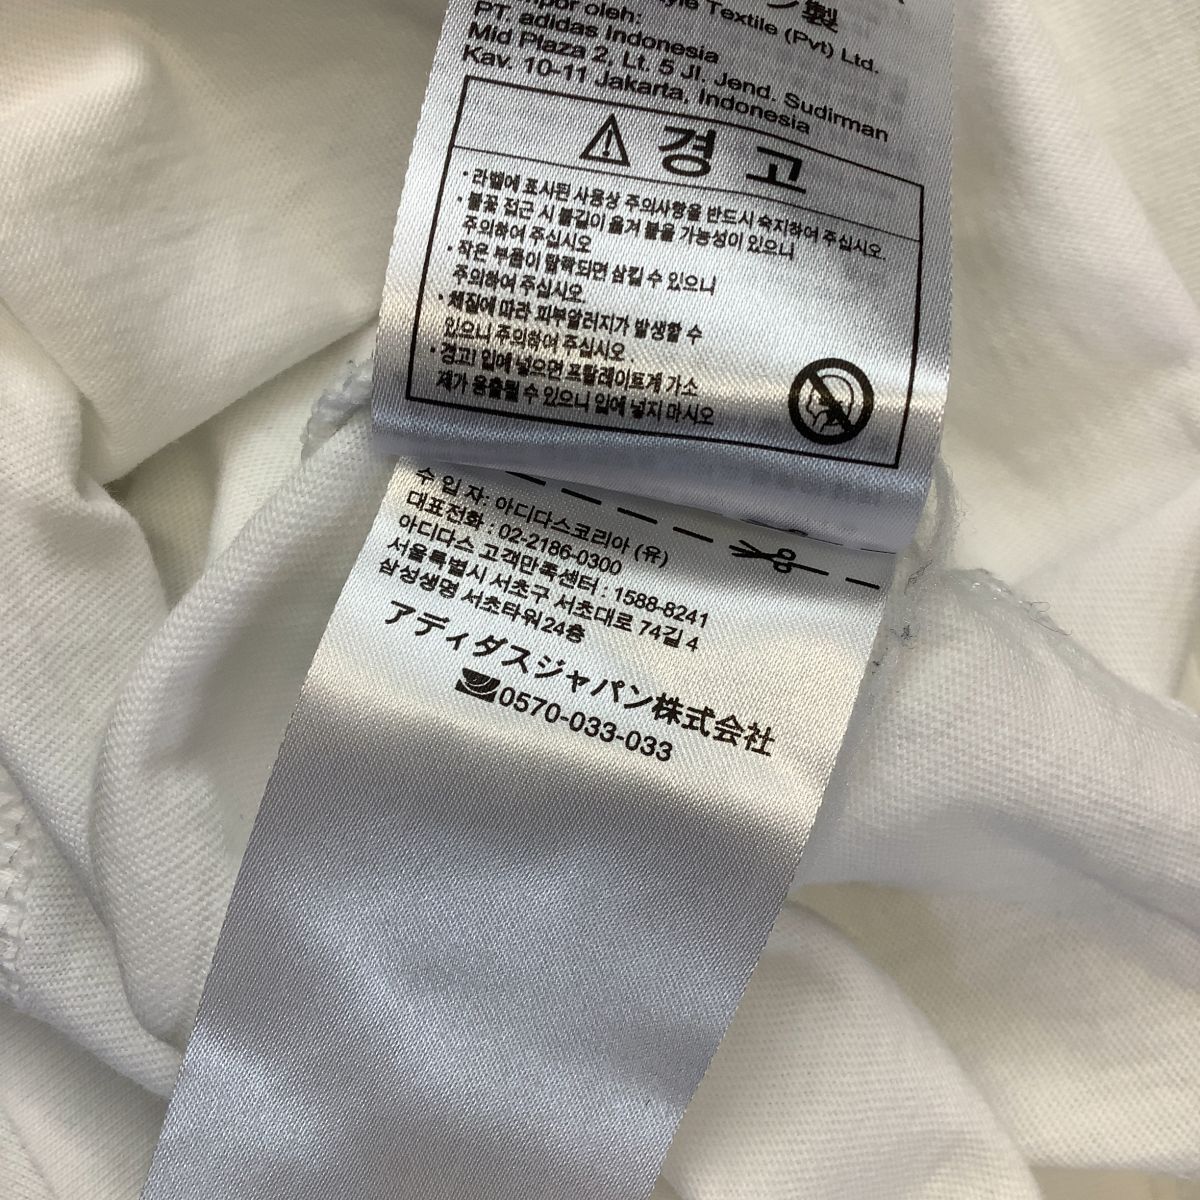 ン製
yle Textile (Pvt) Ltd.
por oleh:
PT. adidas Indonesia
Mid Plaza 2, Lt. 5 Jl. Jend. Sudirman
Kav. 10-11 Jakarta, Indonesia
경고
· 라벨에 표시된 사용상 주의사항을 반드시 숙지하여 주십시오.
· 불꽃 접근 시 불길이 옮겨 붙을 가능성이 있으니
주의하여 주십시오
· 작은 부품이 탈락되면 삼킬 수 있으니
주의하여 주십시오
· 체질에 따라 피부알러지가 발생할 수
있으니 주의하여 주십시오.
· 경고! 입에 넣으면 프탈레이트계 가소
제가 용출될 수 있으니 입에 넣지 마시오
수 입 자: 아디다스코리아 (유)
대표전화 : 02-2186-0300
아디다스 고객만족센터 : 1588-8241
서울특별시 서초구 서초대로 74길 4
삼성생명 서초타워24층
アディダスジャパン株式会社
0570-033-033